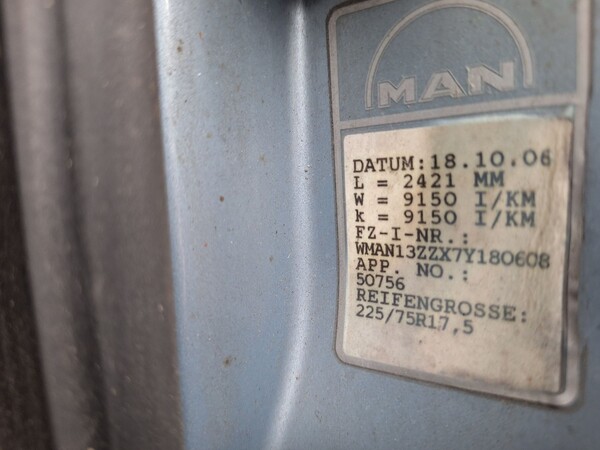 MAN
DATUM:18.10.06
L = 2421 MM
W = 9150 I/KM
k = 9150 I/KM
FZ-I-NR.:
WMAN13ZZX7Y180608
APP. NO.:
50756
REIFENGROSSE:
225/75R17,5